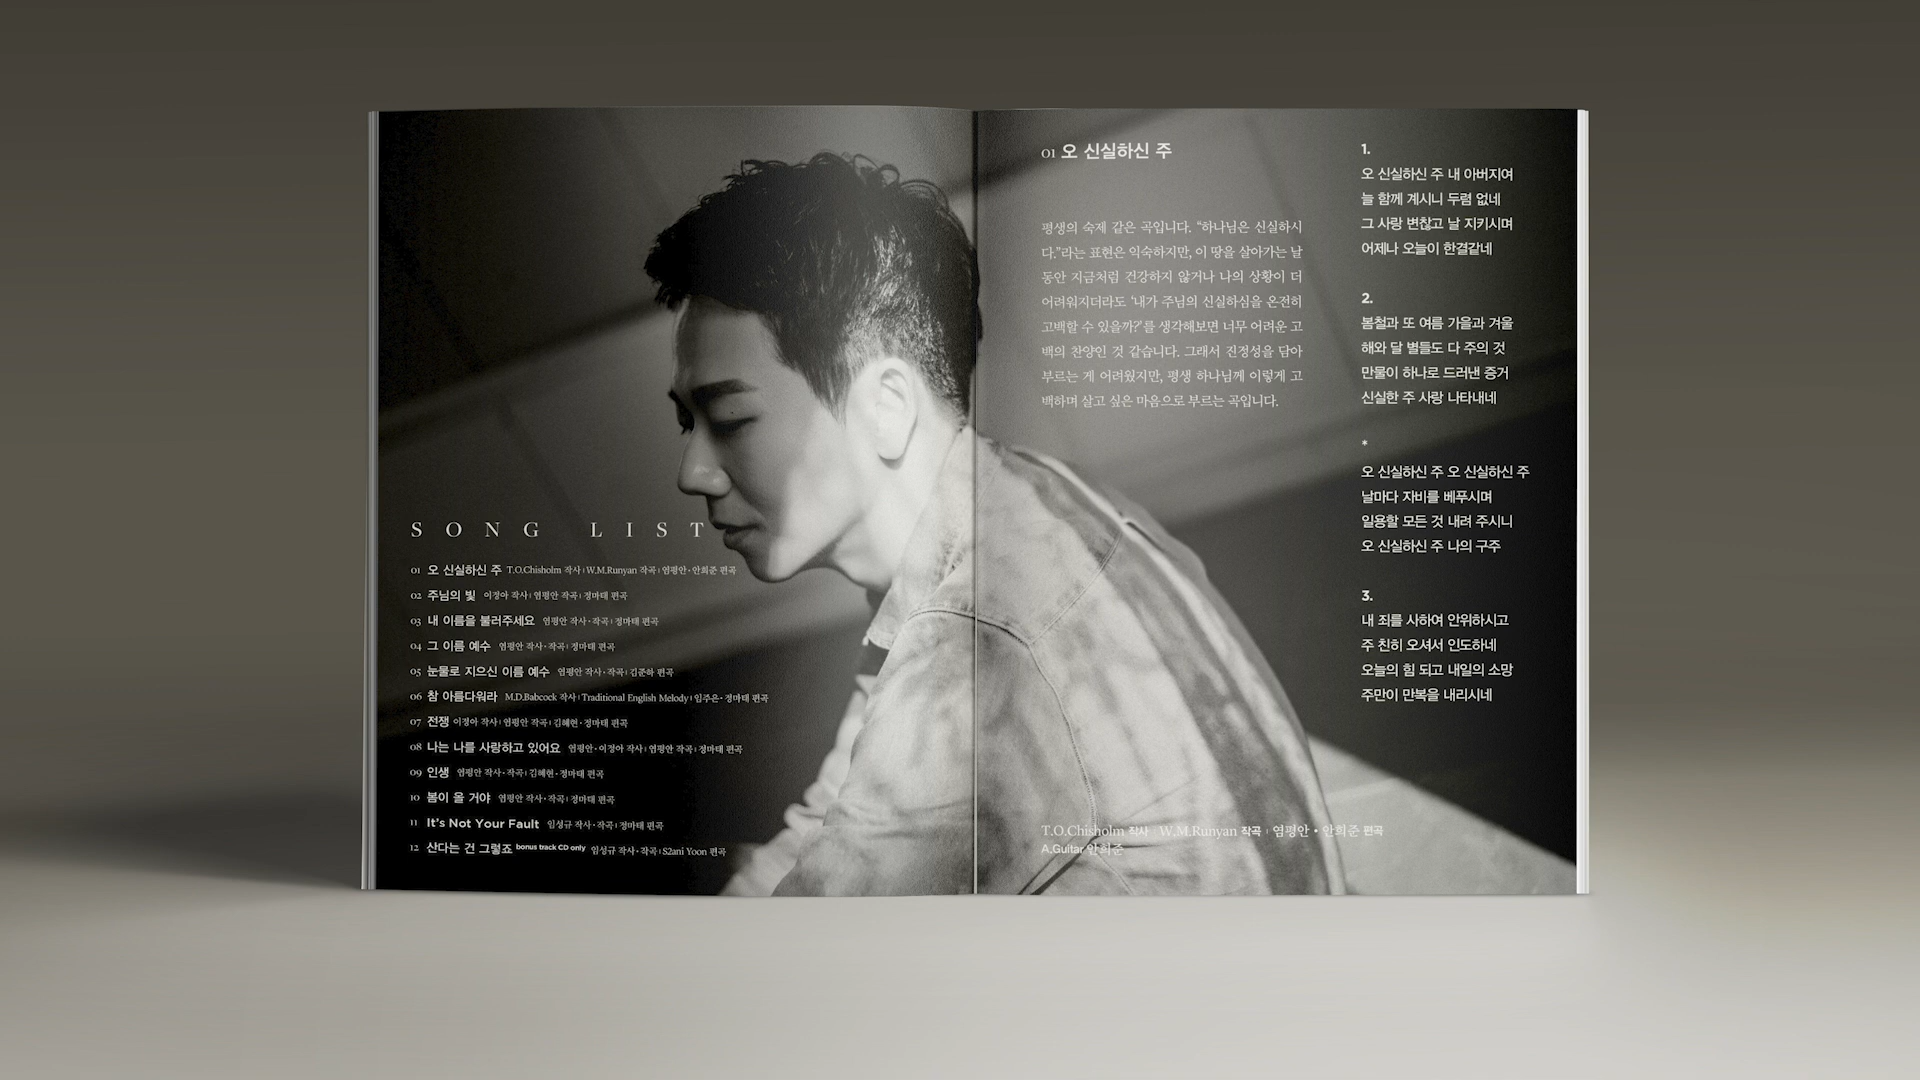 SONG LIST
01 오 신실하신 주 T.O.Chisholm 작사 | W.M.Runyan 작곡 | 염평안·안희준 편곡
02 주님의 빛 이정아 작사 | 염평안 작곡 | 정마태 편곡
03 내 이름을 불러주세요 염평안 작사·작곡 | 정마태 편곡
04 그 이름 예수 염평안 작사·작곡 | 정마태 편곡
05 눈물로 지으신 이름 예수 염평안 작사·작곡 | 김준하 편곡
06 참 아름다워라 M.D.Babcock 작사 | Traditional English Melody | 임주은·정마태 편곡
07 전쟁 이정아 작사 | 염평안 작곡 | 김혜현·정마태 편곡
08 나는 나를 사랑하고 있어요 염평안·이정아 작사 | 염평안 작곡 | 정마태 편곡
09 인생 염평안 작사·작곡 | 김혜현·정마태 편곡
10 봄이 올 거야 염평안 작사·작곡 | 정마태 편곡
11 It's Not Your Fault 임성규 작사·작곡 | 정마태 편곡
12 산다는 건 그렇죠 bonus track CD only 임성규 작사·작곡 | S2ani Yoon 편곡
01 오 신실하신 주
평생의 숙제 같은 곡입니다. “하나님은 신실하시
다.”라는 표현은 익숙하지만, 이 땅을 살아가는 날
동안 지금처럼 건강하지 않거나 나의 상황이 더
어려워지더라도 ‘내가 주님의 신실하심을 온전히
고백할 수 있을까?’를 생각해보면 너무 어려운 고
백의 찬양인 것 같습니다. 그래서 진정성을 담아
부르는 게 어려웠지만, 평생 하나님께 이렇게 고
백하며 살고 싶은 마음으로 부르는 곡입니다.
T.O.Chisholm 작사 | W.M.Runyan 작곡 | 염평안·안희준 편곡
A.Guitar 안희준
1.
오 신실하신 주 내 아버지여
늘 함께 계시니 두렴 없네
그 사랑 변찮고 날 지키시며
어제나 오늘이 한결같네
2.
봄철과 또 여름 가을과 겨울
해와 달 별들도 다 주의 것
만물이 하나로 드러낸 증거
신실한 주 사랑 나타내네
*
오 신실하신 주 오 신실하신 주
날마다 자비를 베푸시며
일용할 모든 것 내려 주시니
오 신실하신 주 나의 구주
3.
내 죄를 사하여 안위하시고
주 친히 오셔서 인도하네
오늘의 힘 되고 내일의 소망
주만이 만복을 내리시네